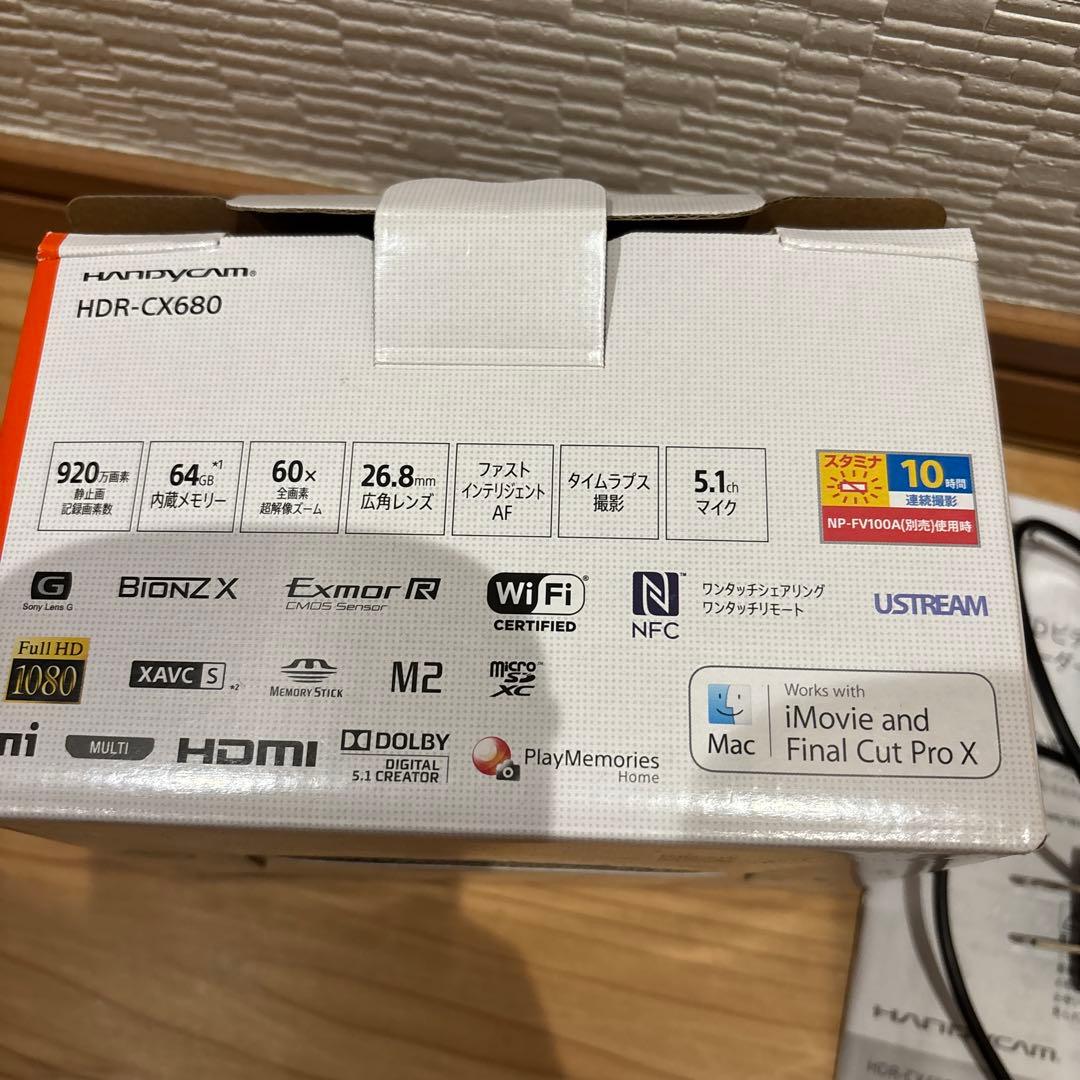 HANDYCAM®
HDR-CX680
920万画素
静止画
記録画素数
64GB*1
内蔵メモリー
60×
全画素
超解像ズーム
26.8mm
広角レンズ
ファスト
インテリジェント
AF
タイムラプス
撮影
5.1ch
マイク
スタミナ
10時間
連続撮影
NP-FV100A(別売)使用時
G
Sony Lens G
BIONZ X
Exmor R
CMOS Sensor
Wi Fi®
CERTIFIED
NFC™
ワンタッチシェアリング
ワンタッチリモート
USTREAM
Full HD
1080
XAVC S *2
MEMORY STICK
M2
micro
SD™
XC
Mac
Works with
iMovie and
Final Cut Pro X
mi
MULTI
HDMI
DOLBY
DIGITAL
5.1 CREATOR
PlayMemories
Home
HANDYCAM